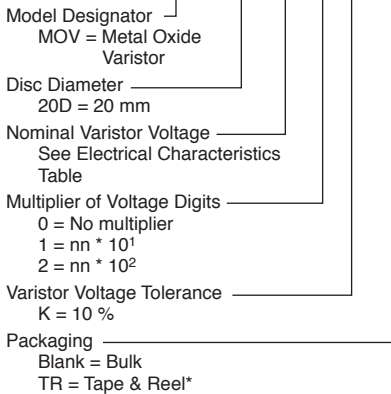 Model Designator
MOV = Metal Oxide
Varistor
Disc Diameter
20D = 20 mm
Nominal Varistor Voltage
See Electrical Characteristics
Table
Multiplier of Voltage Digits
0 = No multiplier
1 = nn * 10¹
2 = nn * 10²
Varistor Voltage Tolerance
K = 10 %
Packaging
Blank = Bulk
TR = Tape & Reel*